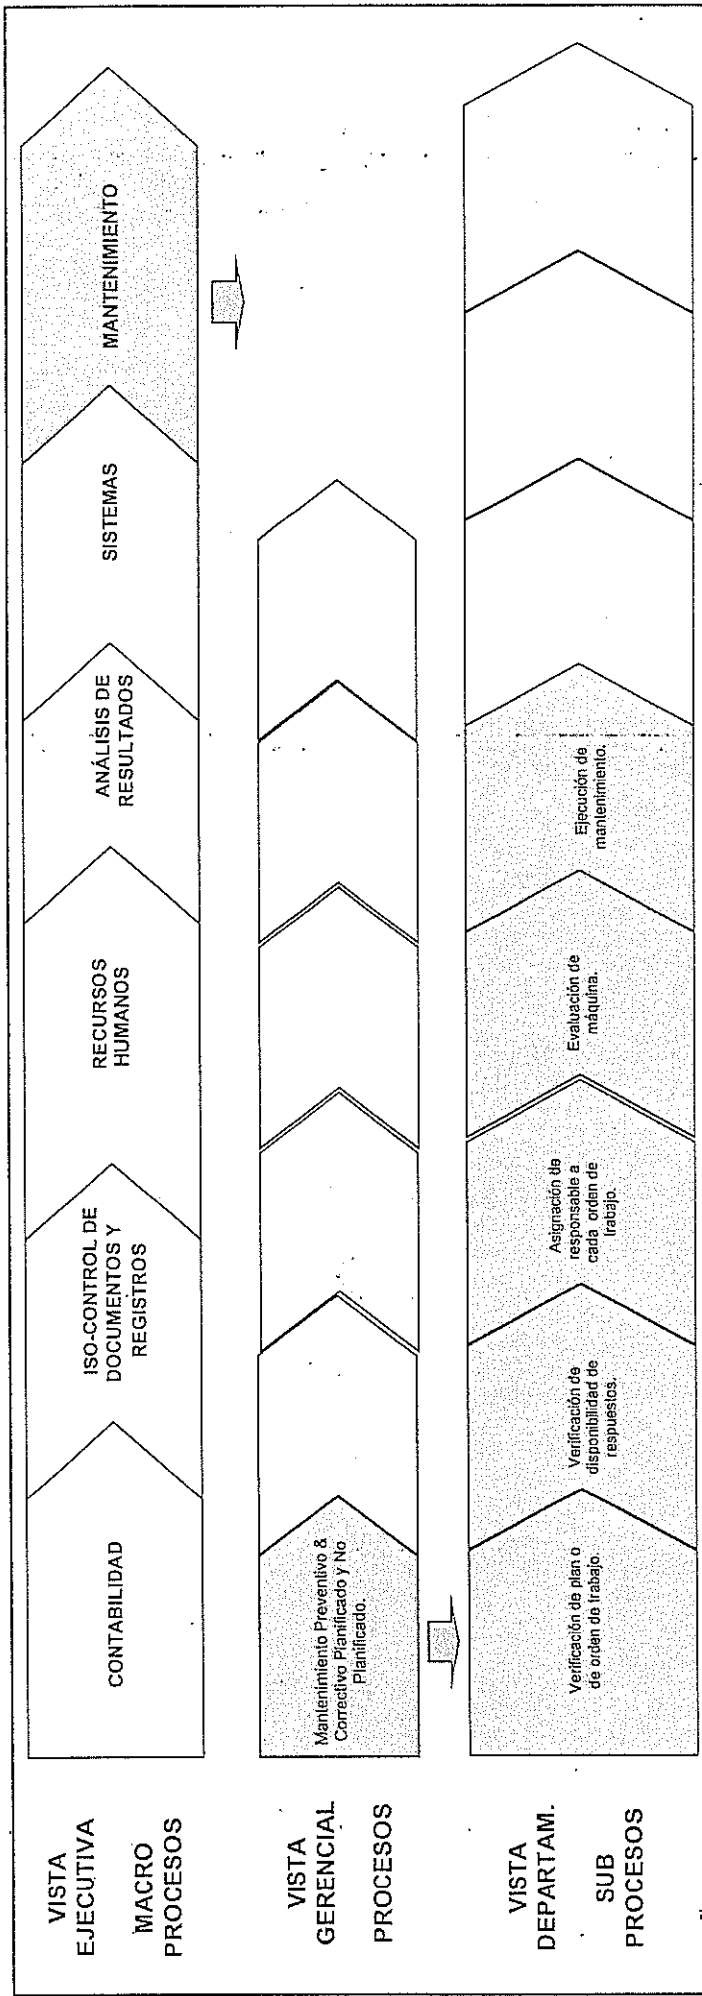 VISTA
EJECUTIVA
MACRO
PROCESOS
CONTABILIDAD
ISO-CONTROL DE
DOCUMENTOS Y
REGISTROS
RECURSOS
HUMANOS
ANÁLISIS DE
RESULTADOS
SISTEMAS
MANTENIMIENTO
VISTA
GERENCIAL
PROCESOS
Mantenimiento Preventivo &
Correctivo Planificado y No
Planificado.
VISTA
DEPARTAM.
SUB
PROCESOS
Verificación de plan o
de orden de trabajo.
Verificación de
disponibilidad de
respuestos.
Asignación de
responsable a
cada orden de
trabajo.
Evaluación de
máquina.
Ejecución de
mantenimiento.